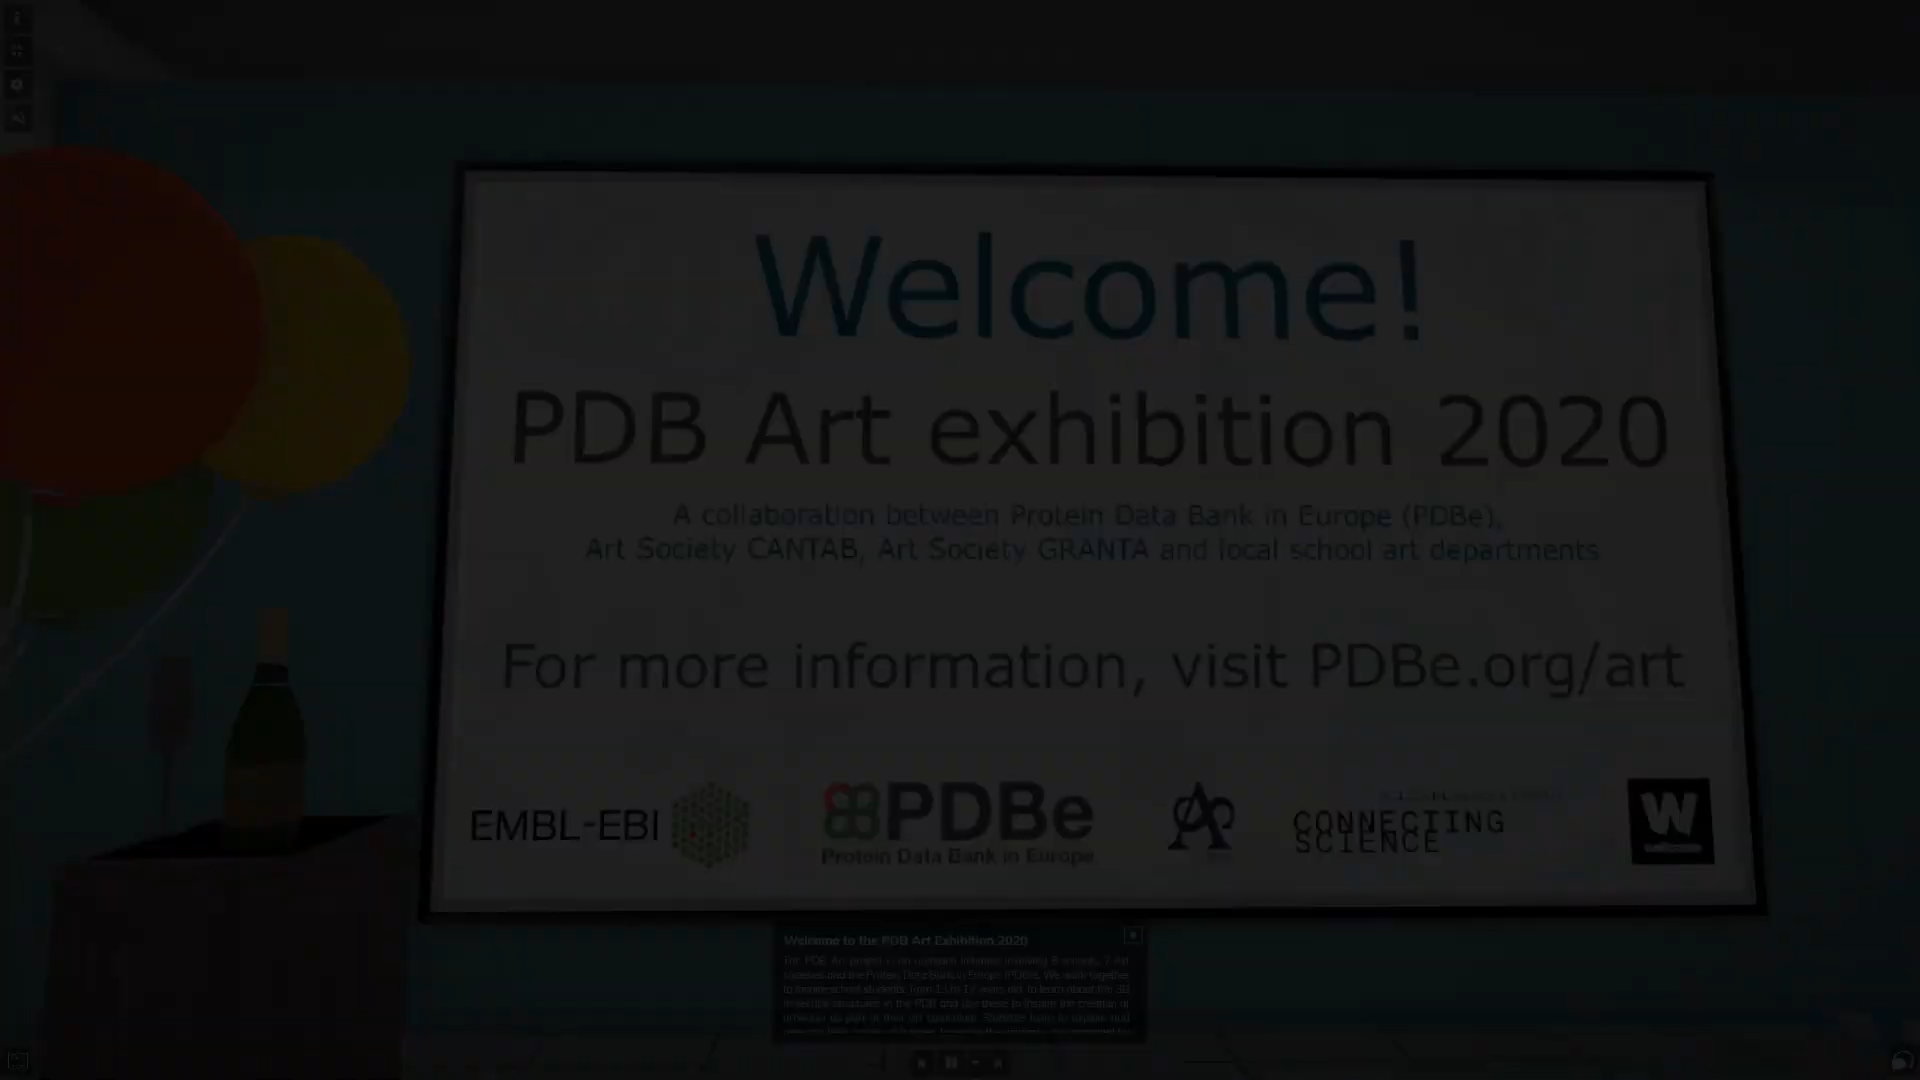 Welcome!
PDB Art exhibition 2020
A collaboration between Protein Data Bank in Europe (PDBe),
Art Society CANTAB, Art Society GRANTA and local school art departments
For more information, visit PDBe.org/art
EMBL-EBI
PDBe
Protein Data Bank in Europe
CONNECTING
SCIENCE
W
wellcome
Welcome to the PDB Art Exhibition 2020